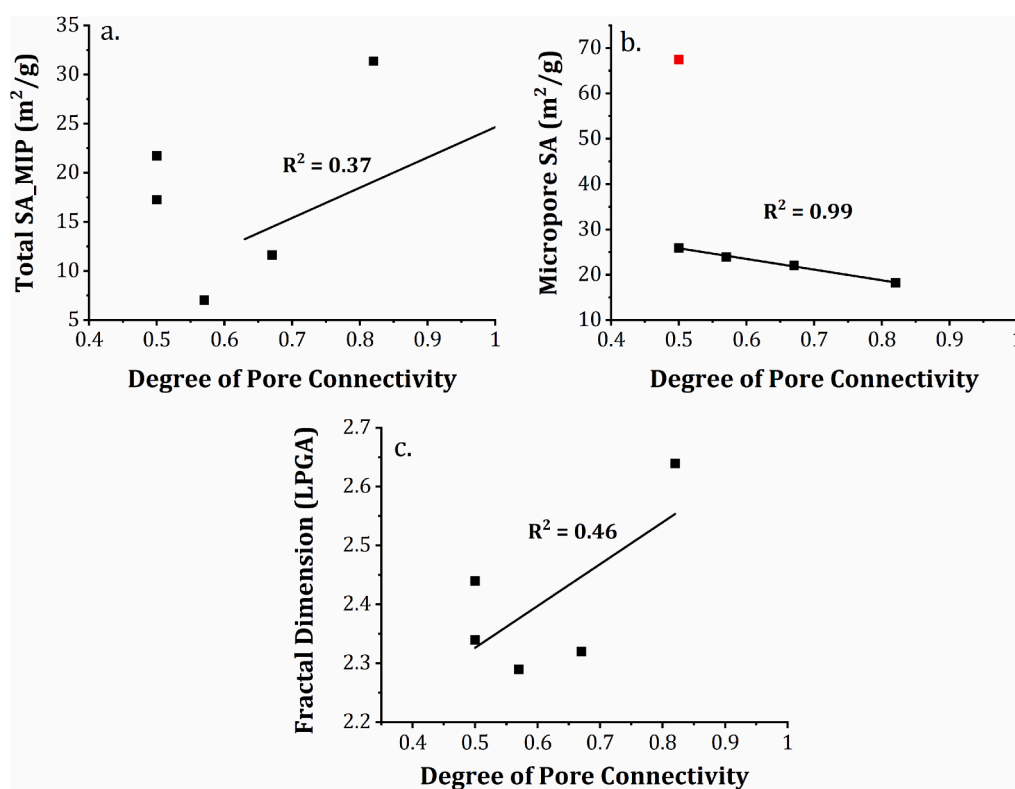 a.
Total SA_MIP (m²/g)
35
30
25
20
15
10
5
R² = 0.37
0.4 0.5 0.6 0.7 0.8 0.9 1
Degree of Pore Connectivity
b.
Micropore SA (m²/g)
70
60
50
40
30
20
10
R² = 0.99
0.4 0.5 0.6 0.7 0.8 0.9 1
Degree of Pore Connectivity
c.
Fractal Dimension (LPGA)
2.7
2.6
2.5
2.4
2.3
2.2
R² = 0.46
0.4 0.5 0.6 0.7 0.8 0.9 1
Degree of Pore Connectivity